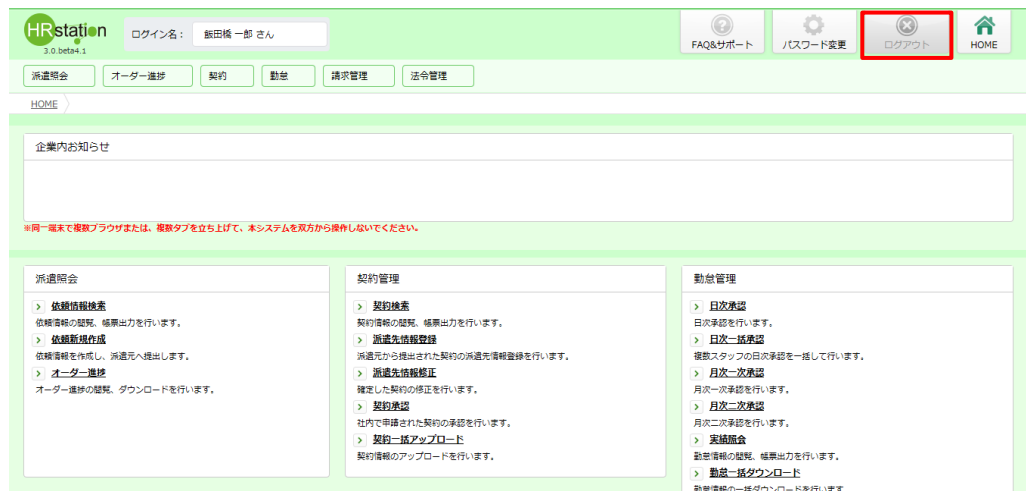 HRstation
3.0.beta4.1
ログイン名： 飯田橋 一郎 さん
FAQ&サポート パスワード変更 ログアウト HOME
派遣照会 オーダー進捗 契約 勤怠 請求管理 法令管理
HOME
企業内お知らせ
※同一端末で複数ブラウザまたは、複数タブを立ち上げて、本システムを双方から操作しないでください。
派遣照会
依頼情報検索
依頼情報の閲覧、帳票出力を行います。
依頼新規作成
依頼情報を作成し、派遣元へ提出します。
オーダー進捗
オーダー進捗の閲覧、ダウンロードを行います。
契約管理
契約検索
契約情報の閲覧、帳票出力を行います。
派遣先情報登録
派遣元から提出された契約の派遣先情報登録を行います。
派遣先情報修正
確定した契約の修正を行います。
契約承認
社内で申請された契約の承認を行います。
契約一括アップロード
契約情報のアップロードを行います。
勤怠管理
日次承認
日次承認を行います。
日次一括承認
複数スタッフの日次承認を一括して行います。
月次一次承認
月次一次承認を行います。
月次二次承認
月次二次承認を行います。
実績照会
勤怠情報の閲覧、帳票出力を行います。
勤怠一括ダウンロード
勤怠情報の一括ダウンロードを行います